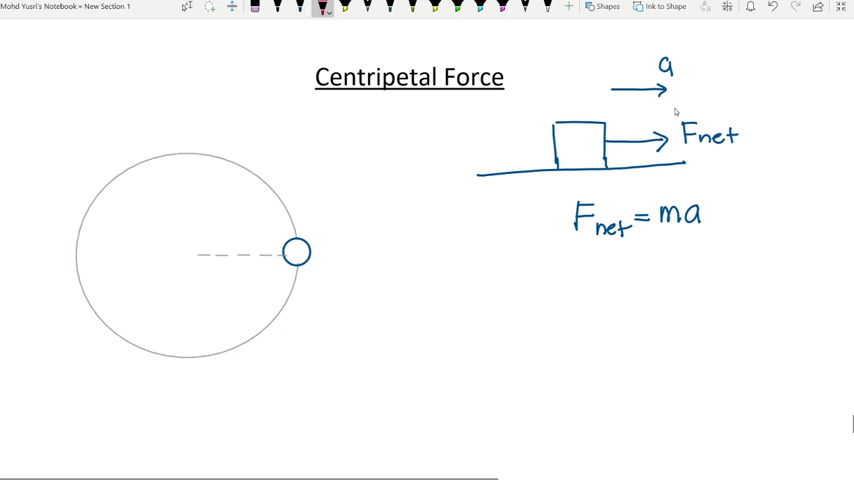 Mohd Yusri's Notebook » New Section 1
Shapes
Ink to Shape
Centripetal Force
a
Fnet
Fnet = ma